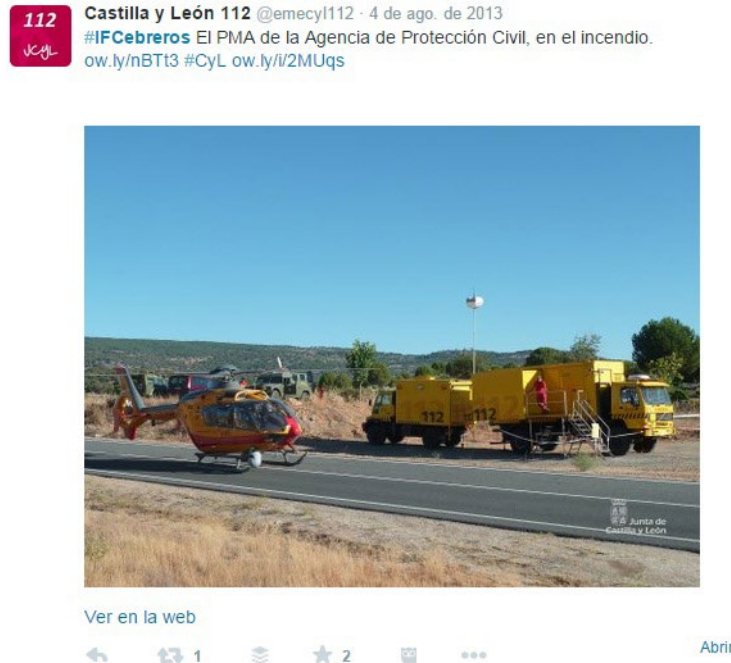 112
JCyL
Castilla y León 112 @emecyl112 · 4 de ago. de 2013
#IFCebreros El PMA de la Agencia de Protección Civil, en el incendio.
ow.ly/nBTt3 #CyL ow.ly/i/2MUqs
112 112
Junta de
Castilla y León
Ver en la web
1 2
Abrir